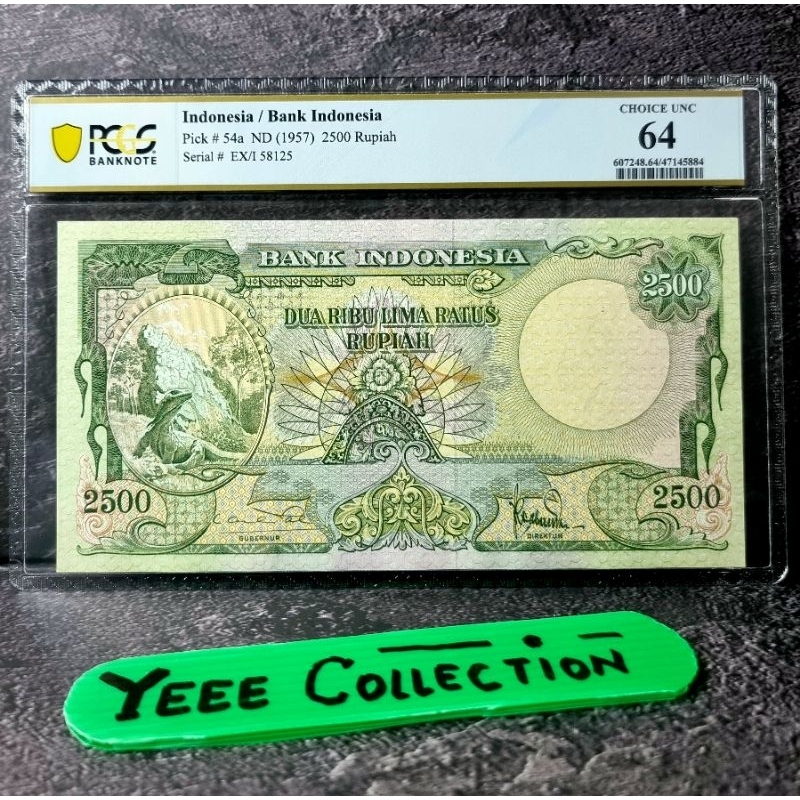 PCGS
BANKNOTE
Indonesia / Bank Indonesia
Pick # 54a ND (1957) 2500 Rupiah
Serial # EX/I 58125
CHOICE UNC
64
607248.64/47145884
BANK INDONESIA
2500
DUA RIBU LIMA RATUS
RUPIAH
2500
2500
GUBERNUR
DIREKTUR
YEEE COLLECTION